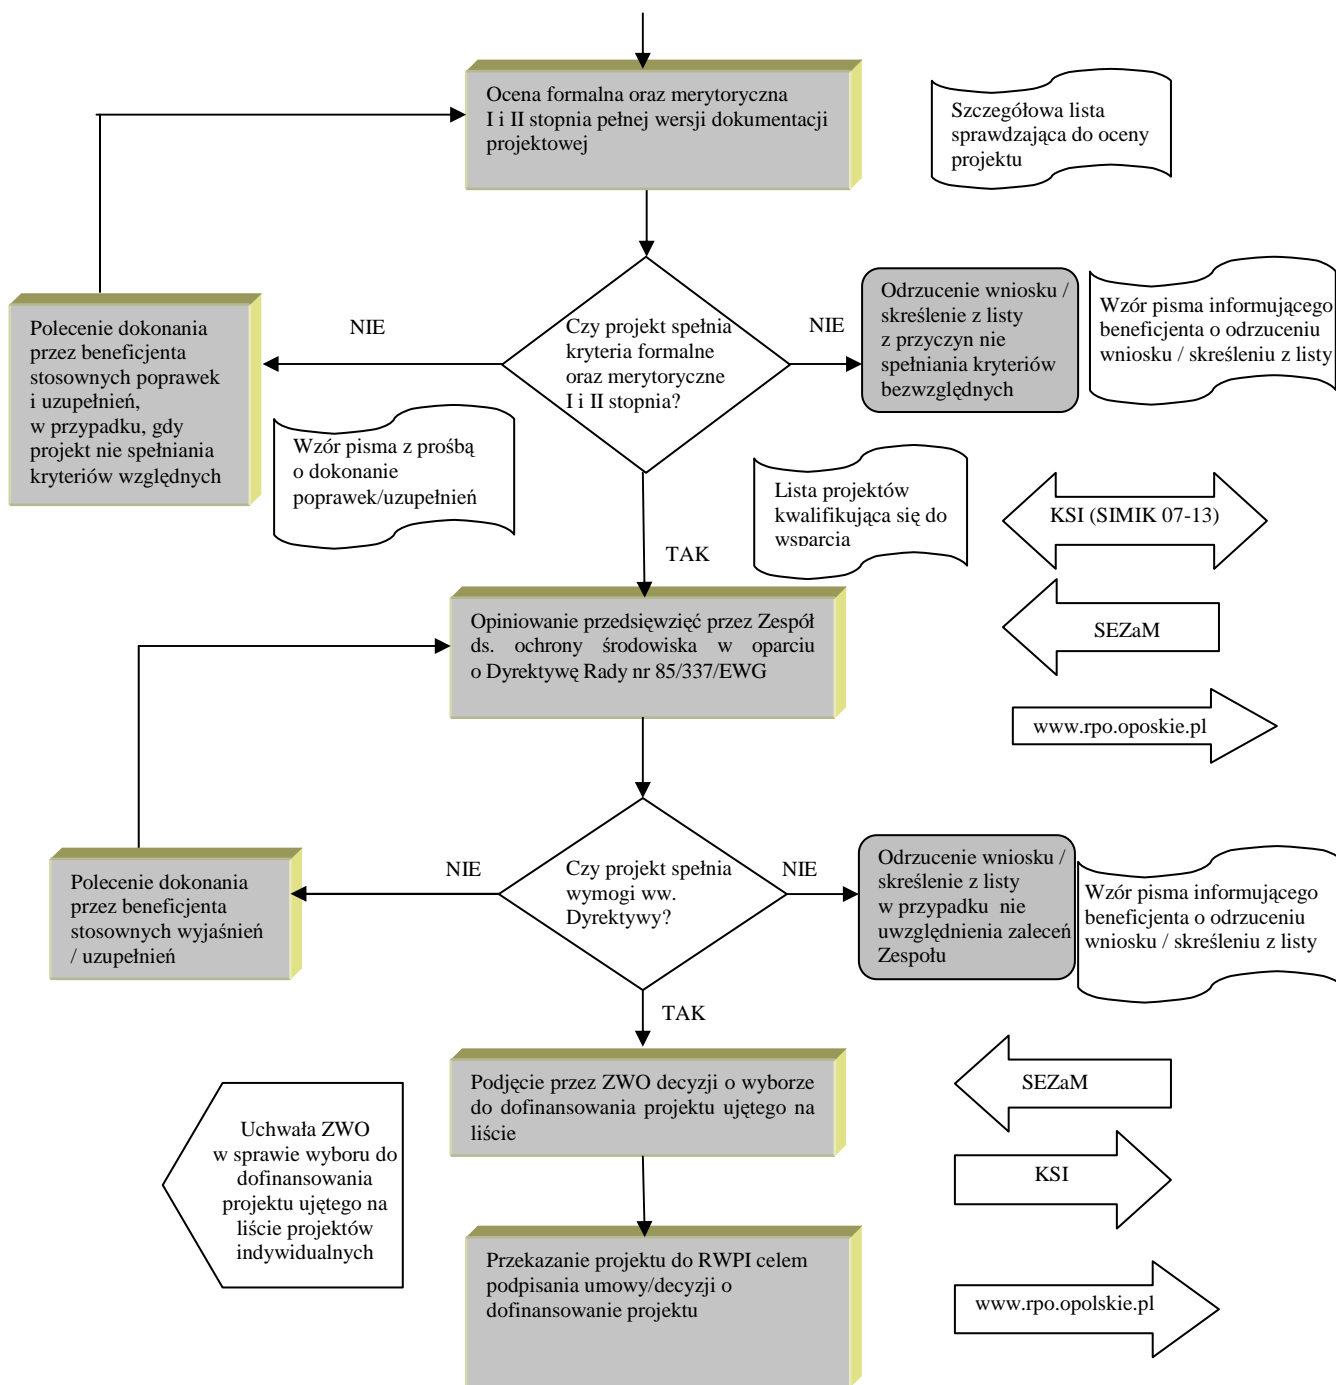 Ocena formalna oraz merytoryczna
I i II stopnia pełnej wersji dokumentacji
projektowej
Szczegółowa lista
sprawdzająca do oceny
projektu
Polecenie dokonania
przez beneficjenta
stosownych poprawek
i uzupełnień,
w przypadku, gdy
projekt nie spełniania
kryteriów względnych
NIE
Czy projekt spełnia
kryteria formalne
oraz merytoryczne
I i II stopnia?
NIE
Odrzucenie wniosku /
skreślenie z listy
z przyczyn nie
spełniania kryteriów
bezwzględnych
Wzór pisma informującego
beneficjenta o odrzuceniu
wniosku / skreśleniu z listy
Wzór pisma z prośbą
o dokonanie
poprawek/uzupełnień
Lista projektów
kwalifikująca się do
wsparcia
KSI (SIMIK 07-13)
TAK
Opiniowanie przedsięwzięć przez Zespół
ds. ochrony środowiska w oparciu
o Dyrektywę Rady nr 85/337/EWG
SEZaM
www.rpo.oposkie.pl
Polecenie dokonania
przez beneficjenta
stosownych wyjaśnień
/ uzupełnień
NIE
Czy projekt spełnia
wymogi ww.
Dyrektywy?
NIE
Odrzucenie wniosku /
skreślenie z listy
w przypadku nie
uwzględnienia zaleceń
Zespołu
Wzór pisma informującego
beneficjenta o odrzuceniu
wniosku / skreśleniu z listy
TAK
Podjęcie przez ZWO decyzji o wyborze
do dofinansowania projektu ujętego na
liście
SEZaM
Uchwała ZWO
w sprawie wyboru do
dofinansowania
projektu ujętego na
liście projektów
indywidualnych
KSI
Przekazanie projektu do RWPI celem
podpisania umowy/decyzji o
dofinansowanie projektu
www.rpo.opolskie.pl